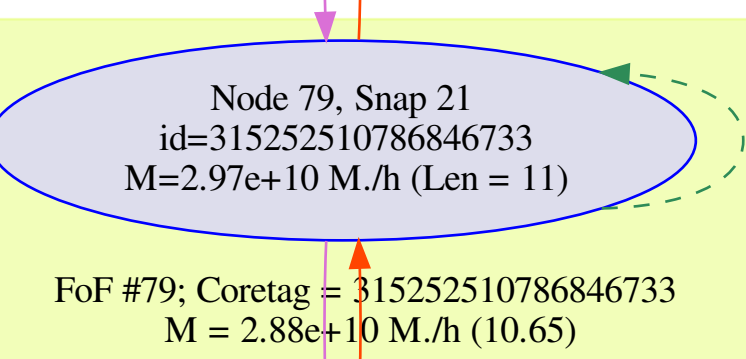 Node 79, Snap 21
id=315252510786846733
M=2.97e+10 M./h (Len = 11)
FoF #79; Coretag = 315252510786846733
M = 2.88e+10 M./h (10.65)